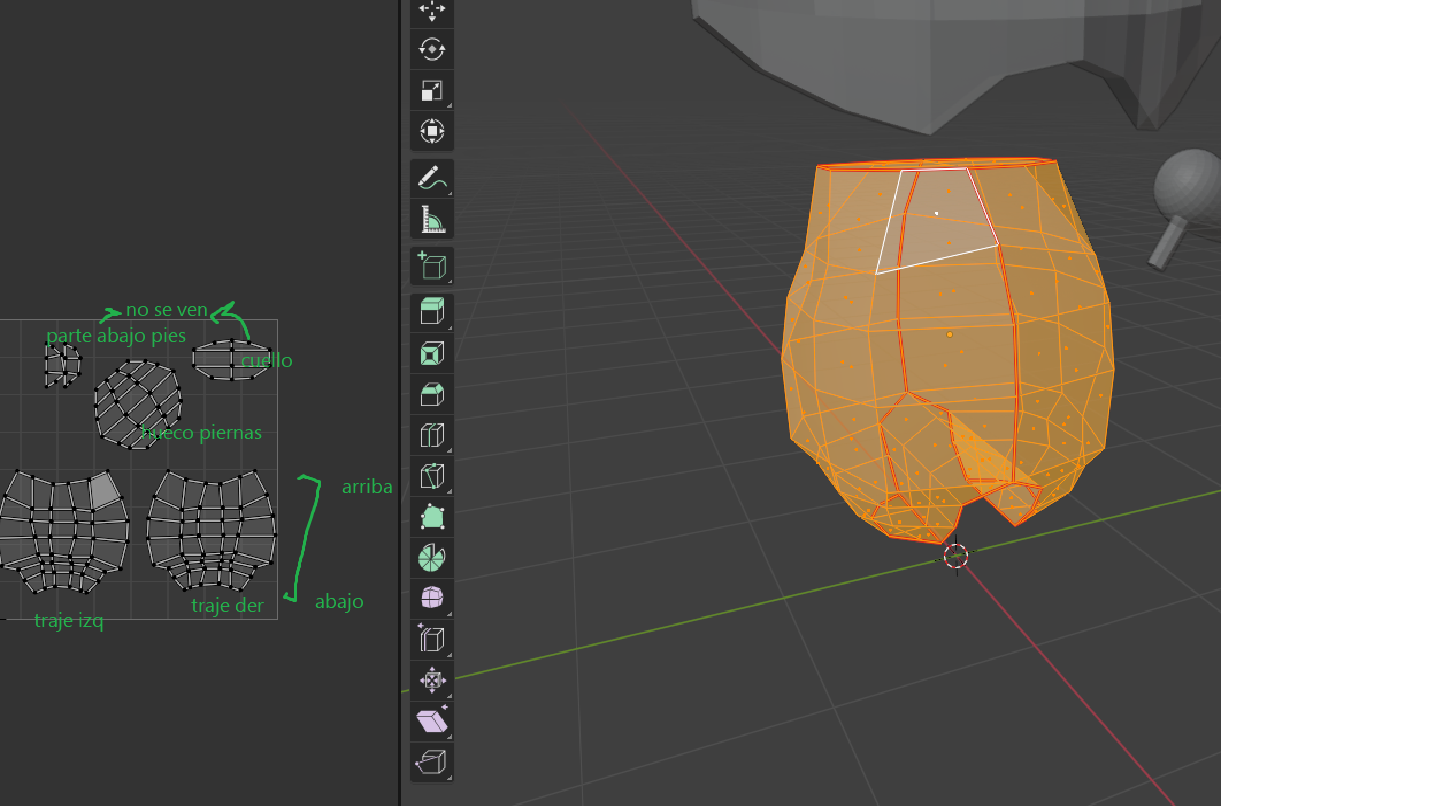 no se ven
parte abajo pies
cuello
hueco piernas
arriba
traje der
abajo
traje izq